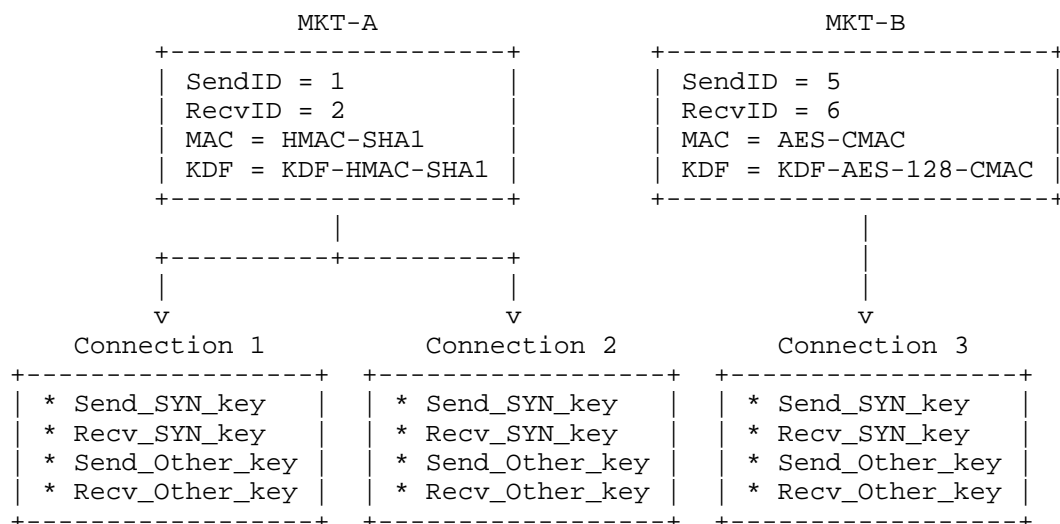 MKT-A MKT-B
SendID = 1 SendID = 5
RecvID = 2 RecvID = 6
MAC = HMAC-SHA1 MAC = AES-CMAC
KDF = KDF-HMAC-SHA1 KDF = KDF-AES-128-CMAC
v v v
Connection 1 Connection 2 Connection 3
* Send_SYN_key * Send_SYN_key * Send_SYN_key
* Recv_SYN_key * Recv_SYN_key * Recv_SYN_key
* Send_Other_key * Send_Other_key * Send_Other_key
* Recv_Other_key * Recv_Other_key * Recv_Other_key